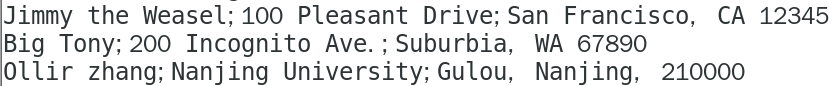 Jimmy the Weasel; 100 Pleasant Drive; San Francisco, CA 12345
Big Tony; 200 Incognito Ave. ; Suburbia, WA 67890
Ollir zhang; Nanjing University; Gulou, Nanjing, 210000